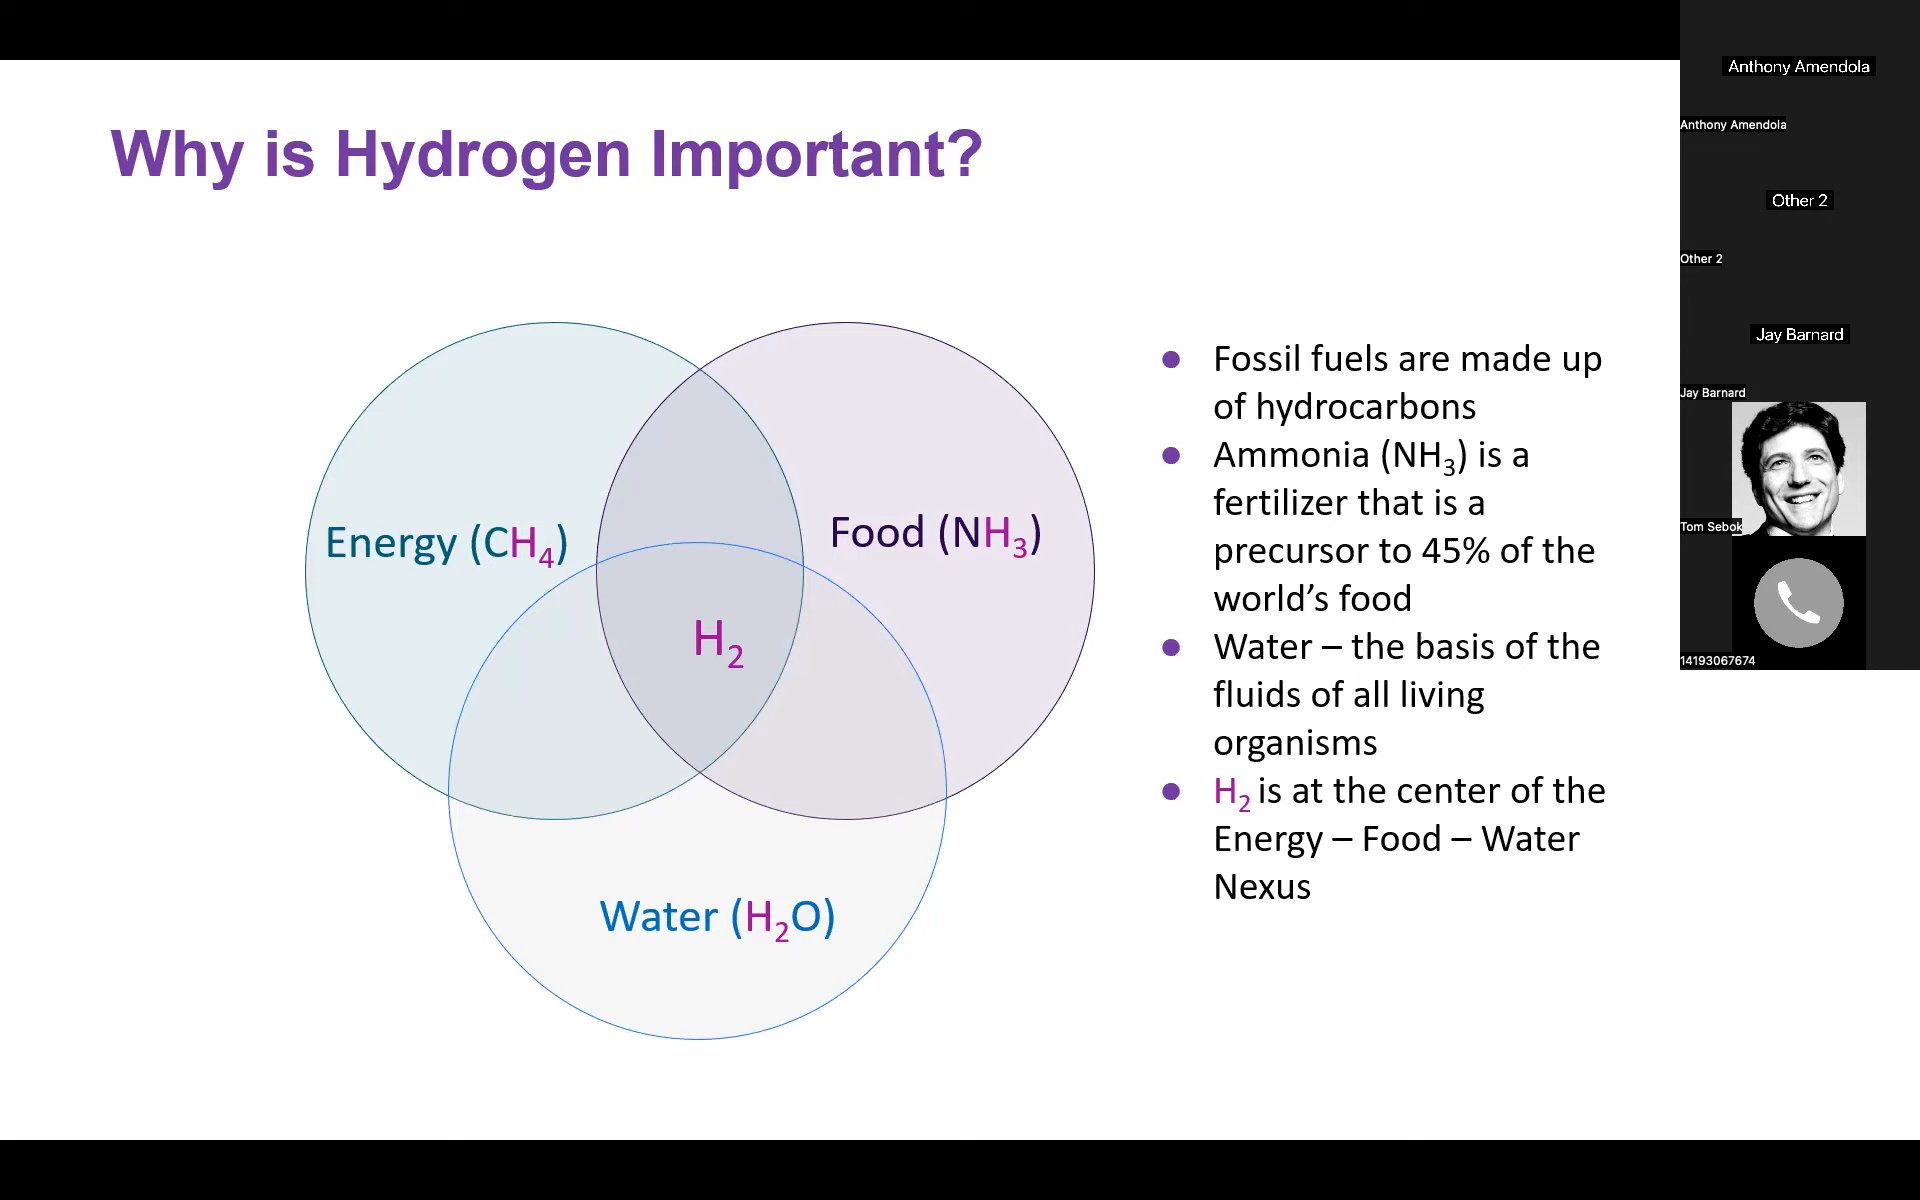 Why is Hydrogen Important?
Energy (CH₄)
Food (NH₃)
H₂
Water (H₂O)
● Fossil fuels are made up
of hydrocarbons
● Ammonia (NH₃) is a
fertilizer that is a
precursor to 45% of the
world’s food
● Water – the basis of the
fluids of all living
organisms
● H₂ is at the center of the
Energy – Food – Water
Nexus
Anthony Amendola
Anthony Amendola
Other 2
Other 2
Jay Barnard
Jay Barnard
Tom Sebok
14193067674